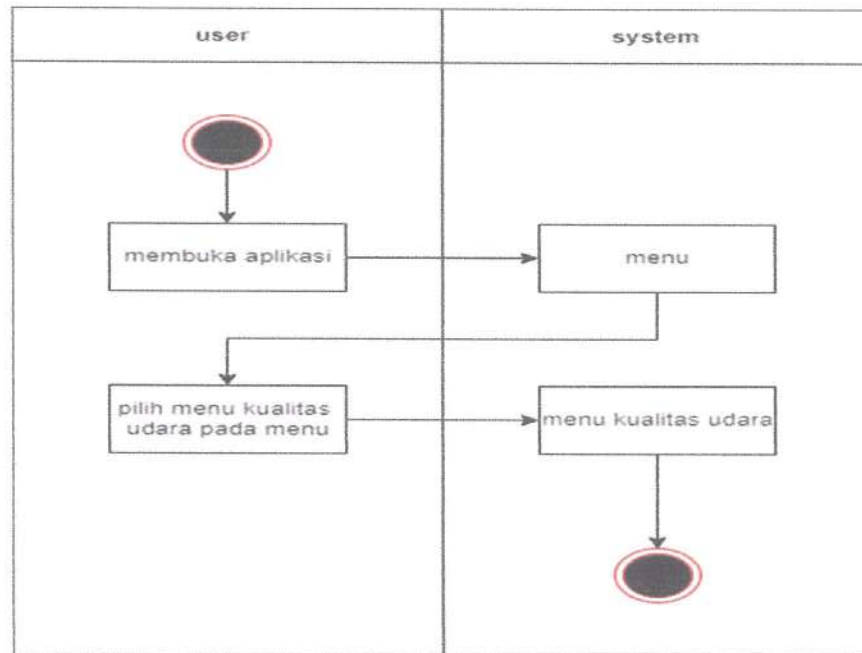 user
system
membuka aplikasi
menu
pilih menu kualitas
udara pada menu
menu kualitas udara